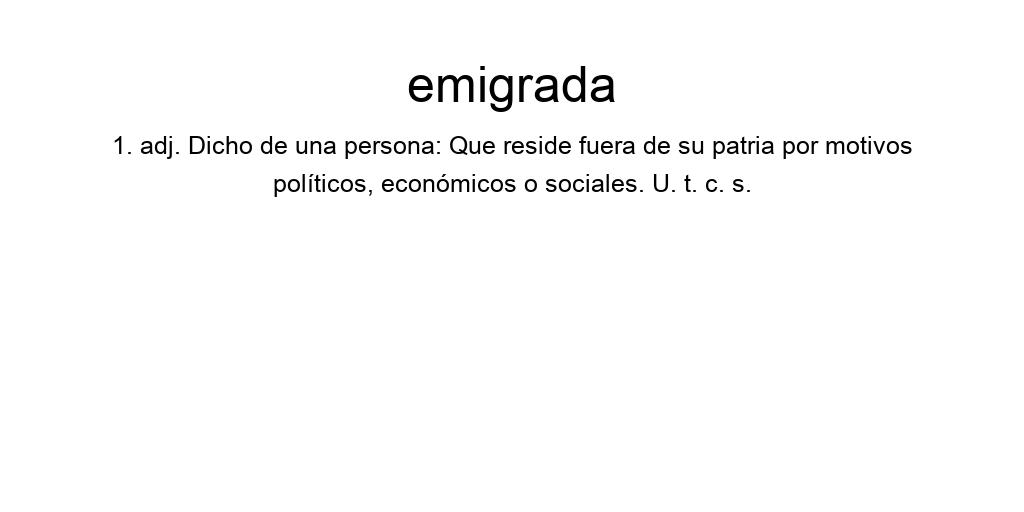 emigrada
1. adj. Dicho de una persona: Que reside fuera de su patria por motivos
políticos, económicos o sociales. U. t. c. s.